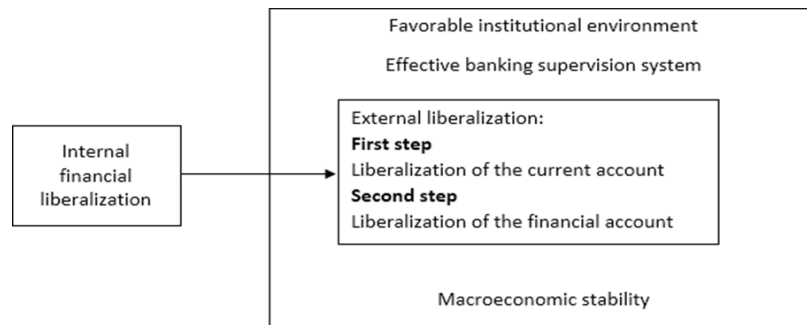 Favorable institutional environment
Effective banking supervision system
Internal
financial
liberalization
External liberalization:
First step
Liberalization of the current account
Second step
Liberalization of the financial account
Macroeconomic stability